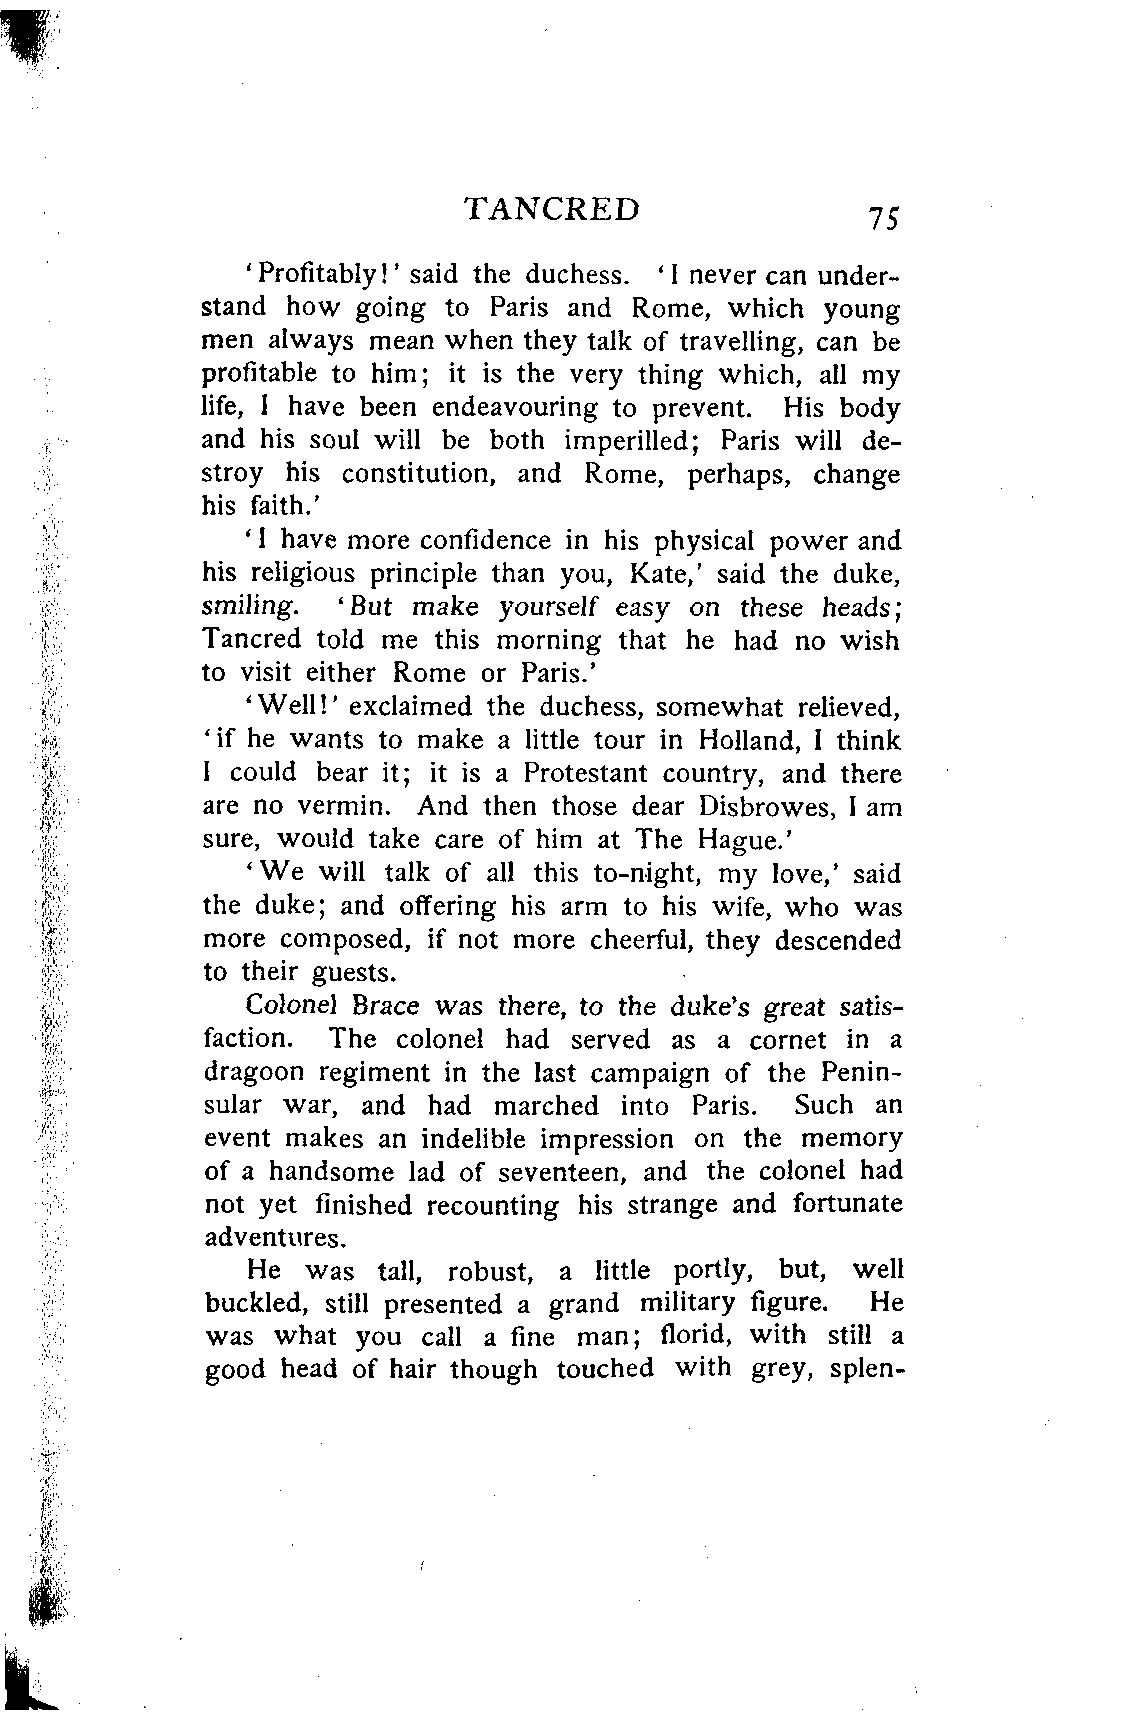 TANCRED 75
‘Profitably!’ said the duchess. ‘I never can under-
stand how going to Paris and Rome, which young
men always mean when they talk of travelling, can be
profitable to him; it is the very thing which, all my
life, I have been endeavouring to prevent. His body
and his soul will be both imperilled; Paris will de-
stroy his constitution, and Rome, perhaps, change
his faith.’
‘I have more confidence in his physical power and
his religious principle than you, Kate,’ said the duke,
smiling. ‘But make yourself easy on these heads;
Tancred told me this morning that he had no wish
to visit either Rome or Paris.’
‘Well!’ exclaimed the duchess, somewhat relieved,
‘if he wants to make a little tour in Holland, I think
I could bear it; it is a Protestant country, and there
are no vermin. And then those dear Disbrowes, I am
sure, would take care of him at The Hague.’
‘We will talk of all this to-night, my love,’ said
the duke; and offering his arm to his wife, who was
more composed, if not more cheerful, they descended
to their guests.
Colonel Brace was there, to the duke’s great satis-
faction. The colonel had served as a cornet in a
dragoon regiment in the last campaign of the Penin-
sular war, and had marched into Paris. Such an
event makes an indelible impression on the memory
of a handsome lad of seventeen, and the colonel had
not yet finished recounting his strange and fortunate
adventures.
He was tall, robust, a little portly, but, well
buckled, still presented a grand military figure. He
was what you call a fine man; florid, with still a
good head of hair though touched with grey, splen-